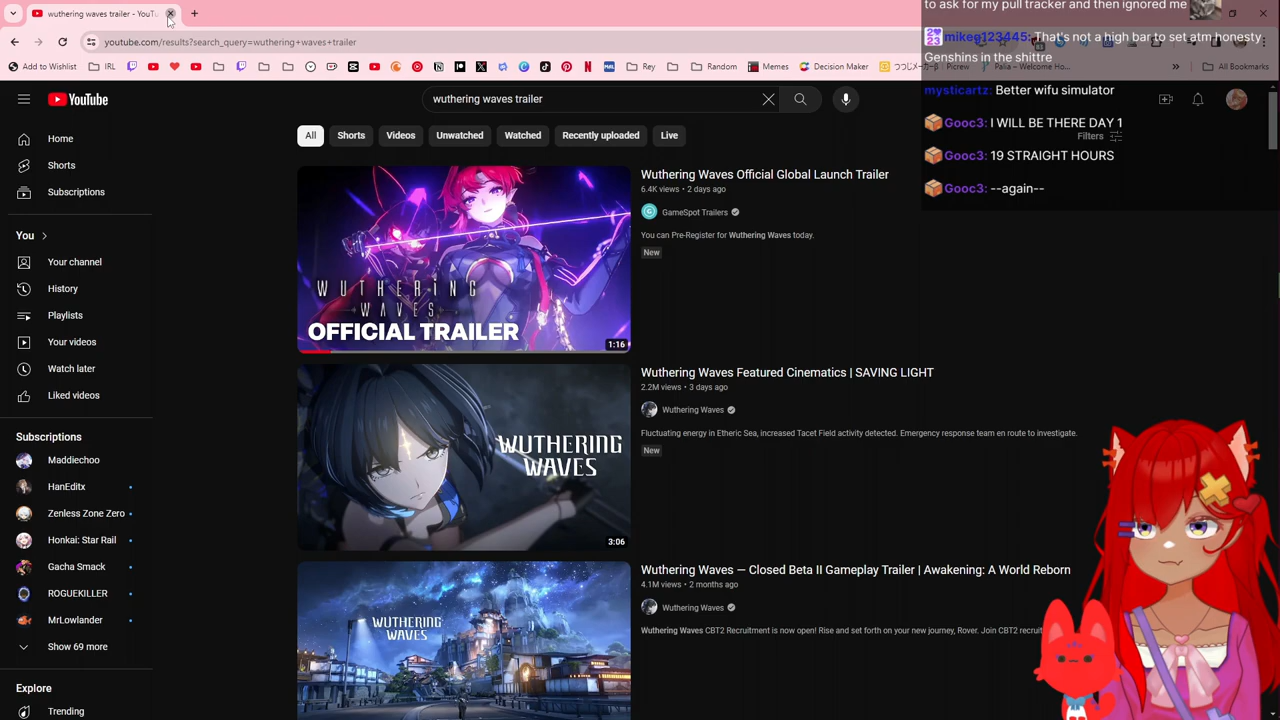 wuthering waves trailer - YouTu
to ask for my pull tracker and then ignored me
youtube.com/results?search_query=wuthering+waves+trailer
mikeg123445: That's not a high bar to set atm honesty
Genshins in the shittre
Add to Wishlist IRL Rey Random Memes Decision Maker Picrew Palia – Welcome Ho... » All Bookmarks
YouTube
wuthering waves trailer
mysticartz: Better wifu simulator
Gooc3: I WILL BE THERE DAY 1
Filters
Gooc3: 19 STRAIGHT HOURS
Gooc3: --again--
All Shorts Videos Unwatched Watched Recently uploaded Live
Home
Shorts
Subscriptions
You
Your channel
History
Playlists
Your videos
Watch later
Liked videos
Subscriptions
Maddiechoo
HanEditx
Zenless Zone Zero
Honkai: Star Rail
Gacha Smack
ROGUEKILLER
MrLowlander
Show 69 more
Explore
Trending
WUTHERING
WAVES
OFFICIAL TRAILER
1:16
Wuthering Waves Official Global Launch Trailer
6.4K views • 2 days ago
GameSpot Trailers
You can Pre-Register for Wuthering Waves today.
New
WUTHERING
WAVES
3:06
Wuthering Waves Featured Cinematics | SAVING LIGHT
2.2M views • 3 days ago
Wuthering Waves
Fluctuating energy in Etheric Sea, increased Tacet Field activity detected. Emergency response team en route to investigate.
New
WUTHERING
WAVES
Wuthering Waves — Closed Beta II Gameplay Trailer | Awakening: A World Reborn
4.1M views • 2 months ago
Wuthering Waves
Wuthering Waves CBT2 Recruitment is now open! Rise and set forth on your new journey, Rover. Join CBT2 recruit